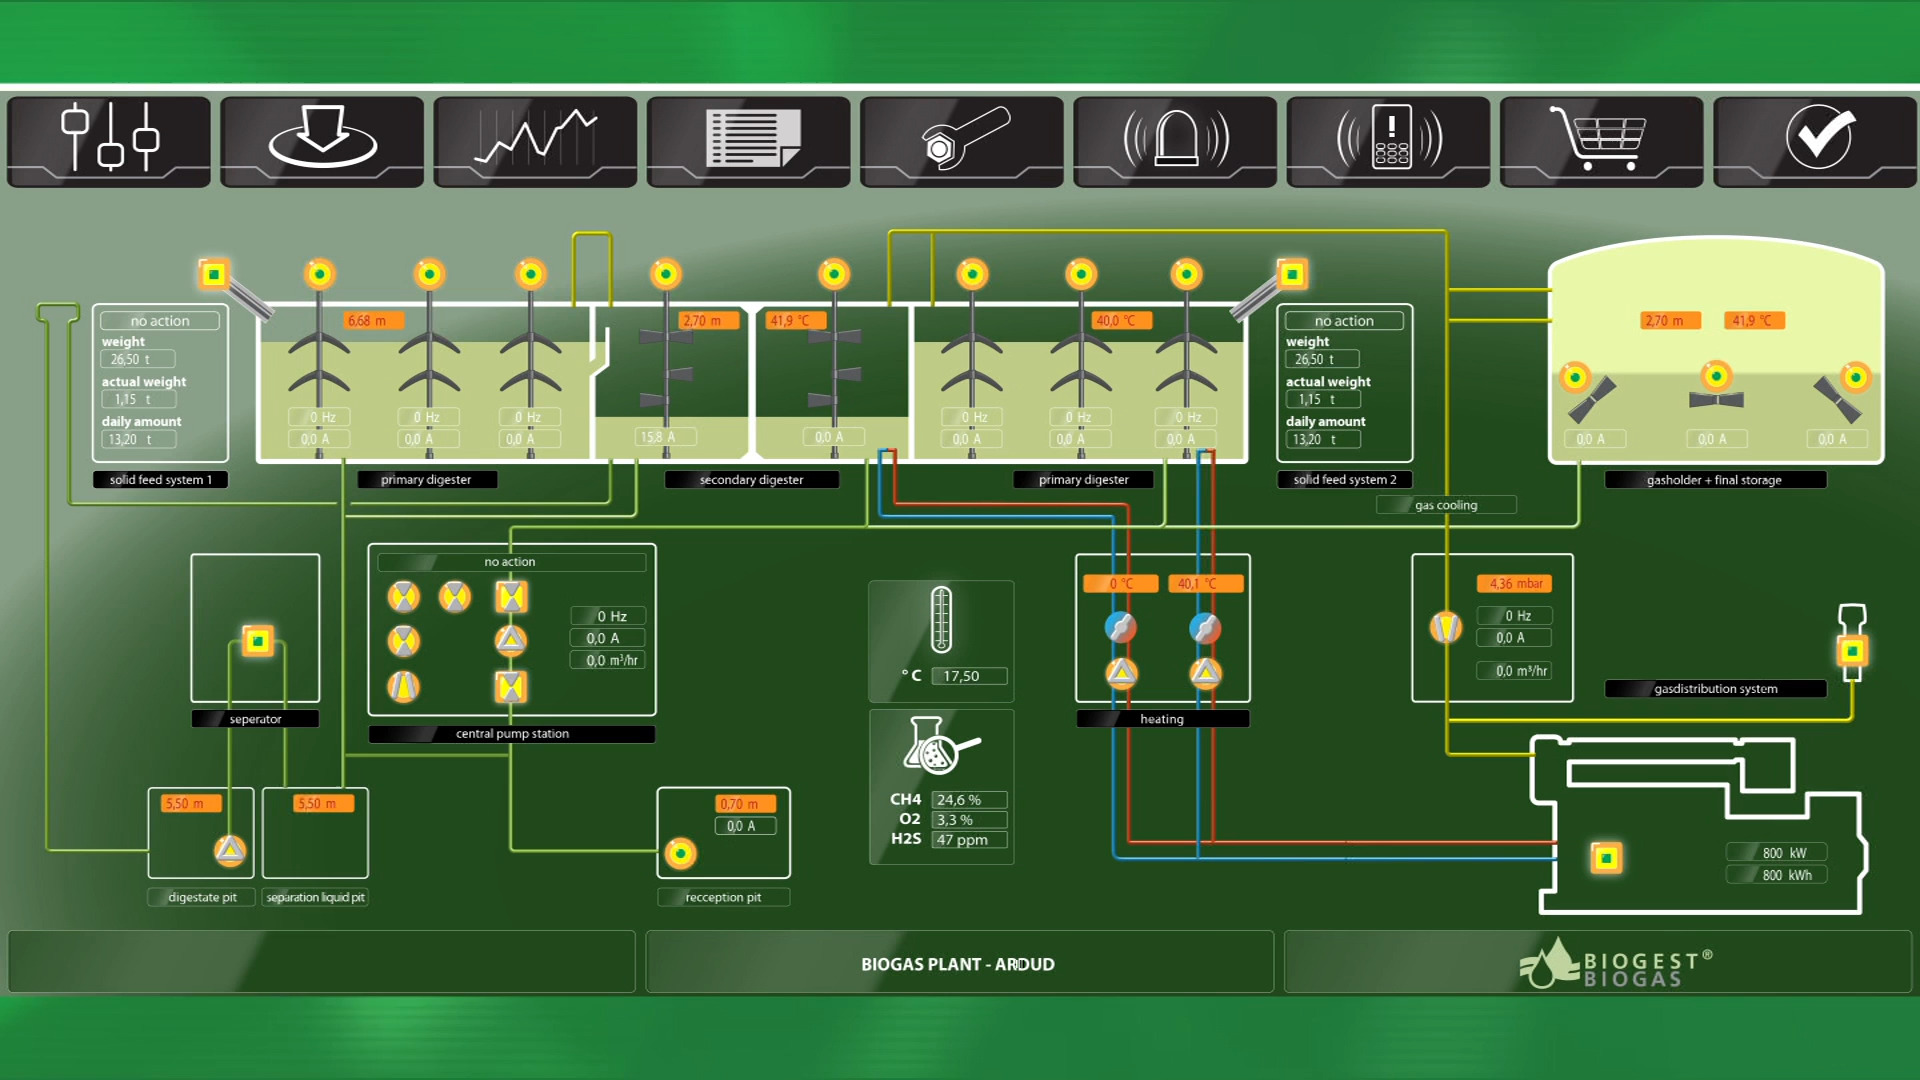 6,68 m
2,70 m
41,9 °C
40,0 °C
2,70 m
41,9 °C
no action
weight
26,50 t
actual weight
1,15 t
daily amount
13,20 t
no action
weight
26,50 t
actual weight
1,15 t
daily amount
13,20 t
0 Hz
0 Hz
0 Hz
0 Hz
0 Hz
0 Hz
0,0 A
0,0 A
0,0 A
15,8 A
0,0 A
0,0 A
0,0 A
0,0 A
0,0 A
0,0 A
0,0 A
solid feed system 1
primary digester
secondary digester
primary digester
solid feed system 2
gasholder + final storage
gas cooling
no action
0 Hz
0,0 A
0,0 m³/hr
central pump station
seperator
°C 17,50
CH4 24,6 %
O2 3,3 %
H2S 47 ppm
0 °C
40,1 °C
heating
4,36 mbar
0 Hz
0,0 A
0,0 m³/hr
gasdistribution system
5,50 m
5,50 m
0,70 m
0,0 A
digestate pit
separation liquid pit
recception pit
800 kW
800 kWh
BIOGAS PLANT - ARDUD
BIOGEST®
BIOGAS